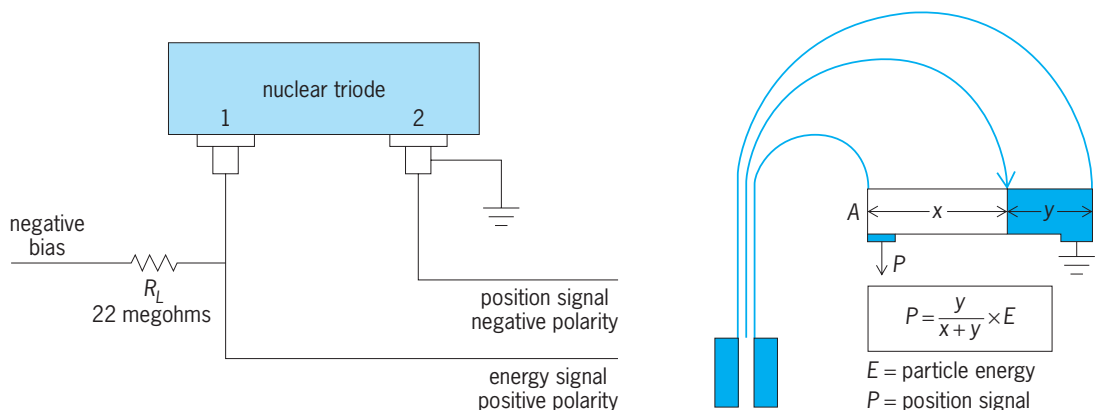 nuclear triode
1
2
negative
bias
R_L
22 megohms
position signal
negative polarity
energy signal
positive polarity
A
x
y
P
P = y/(x + y) × E
E = particle energy
P = position signal